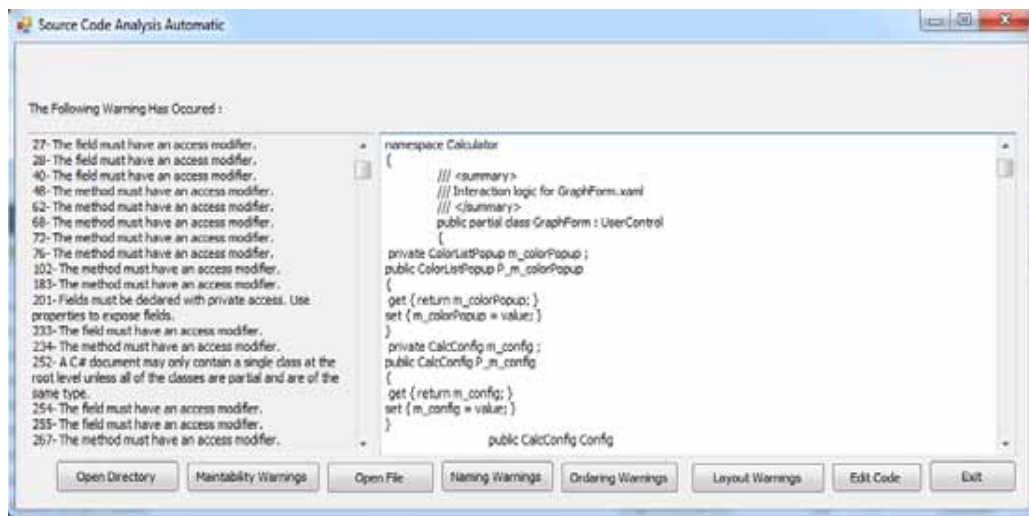 Source Code Analysis Automatic
The Following Warning Has Occured :
27- The field must have an access modifier.
28- The field must have an access modifier.
40- The field must have an access modifier.
48- The method must have an access modifier.
62- The method must have an access modifier.
68- The method must have an access modifier.
72- The method must have an access modifier.
76- The method must have an access modifier.
102- The method must have an access modifier.
183- The method must have an access modifier.
201- Fields must be declared with private access. Use
properties to expose fields.
233- The field must have an access modifier.
234- The method must have an access modifier.
252- A C# document may only contain a single class at the
root level unless all of the classes are partial and are of the
same type.
254- The field must have an access modifier.
255- The field must have an access modifier.
267- The method must have an access modifier.
namespace Calculator
{
/// <summary>
/// Interaction logic for GraphForm.xaml
/// </summary>
public partial class GraphForm : UserControl
{
private ColorListPopup m_colorPopup ;
public ColorListPopup P_m_colorPopup
{
get { return m_colorPopup; }
set { m_colorPopup = value; }
}
private CalcConfig m_config ;
public CalcConfig P_m_config
{
get { return m_config; }
set { m_config = value; }
}
public CalcConfig Config
Open Directory
Maintability Warnings
Open File
Naming Warnings
Ordering Warnings
Layout Warnings
Edit Code
Exit